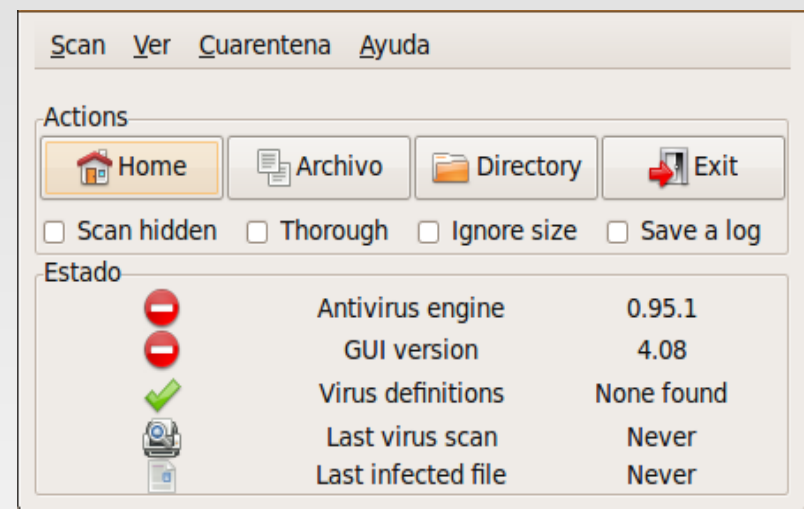 Scan Ver Cuarentena Ayuda
Actions
Home Archivo Directory Exit
Scan hidden Thorough Ignore size Save a log
Estado
Antivirus engine 0.95.1
GUI version 4.08
Virus definitions None found
Last virus scan Never
Last infected file Never